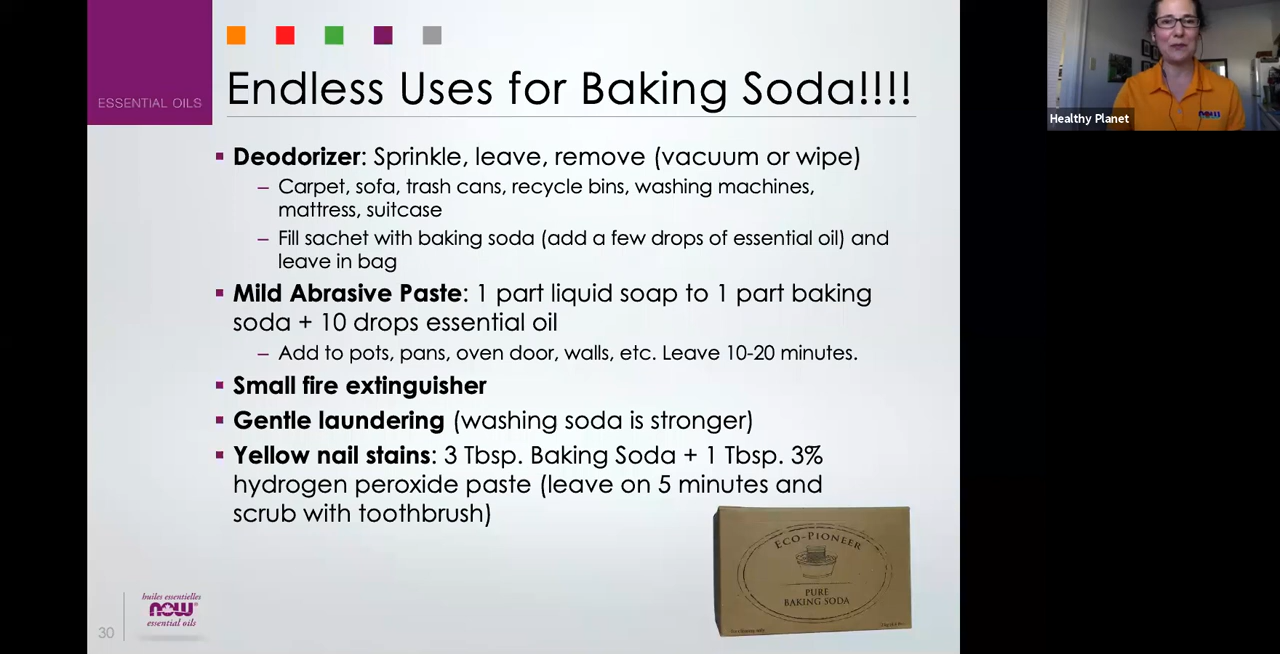 ESSENTIAL OILS
Endless Uses for Baking Soda!!!!
Deodorizer: Sprinkle, leave, remove (vacuum or wipe)
– Carpet, sofa, trash cans, recycle bins, washing machines,
mattress, suitcase
– Fill sachet with baking soda (add a few drops of essential oil) and
leave in bag
Mild Abrasive Paste: 1 part liquid soap to 1 part baking
soda + 10 drops essential oil
– Add to pots, pans, oven door, walls, etc. Leave 10-20 minutes.
Small fire extinguisher
Gentle laundering (washing soda is stronger)
Yellow nail stains: 3 Tbsp. Baking Soda + 1 Tbsp. 3%
hydrogen peroxide paste (leave on 5 minutes and
scrub with toothbrush)
ECO-PIONEER
PURE
BAKING SODA
30
huiles essentielles
now®
essential oils
Healthy Planet
now